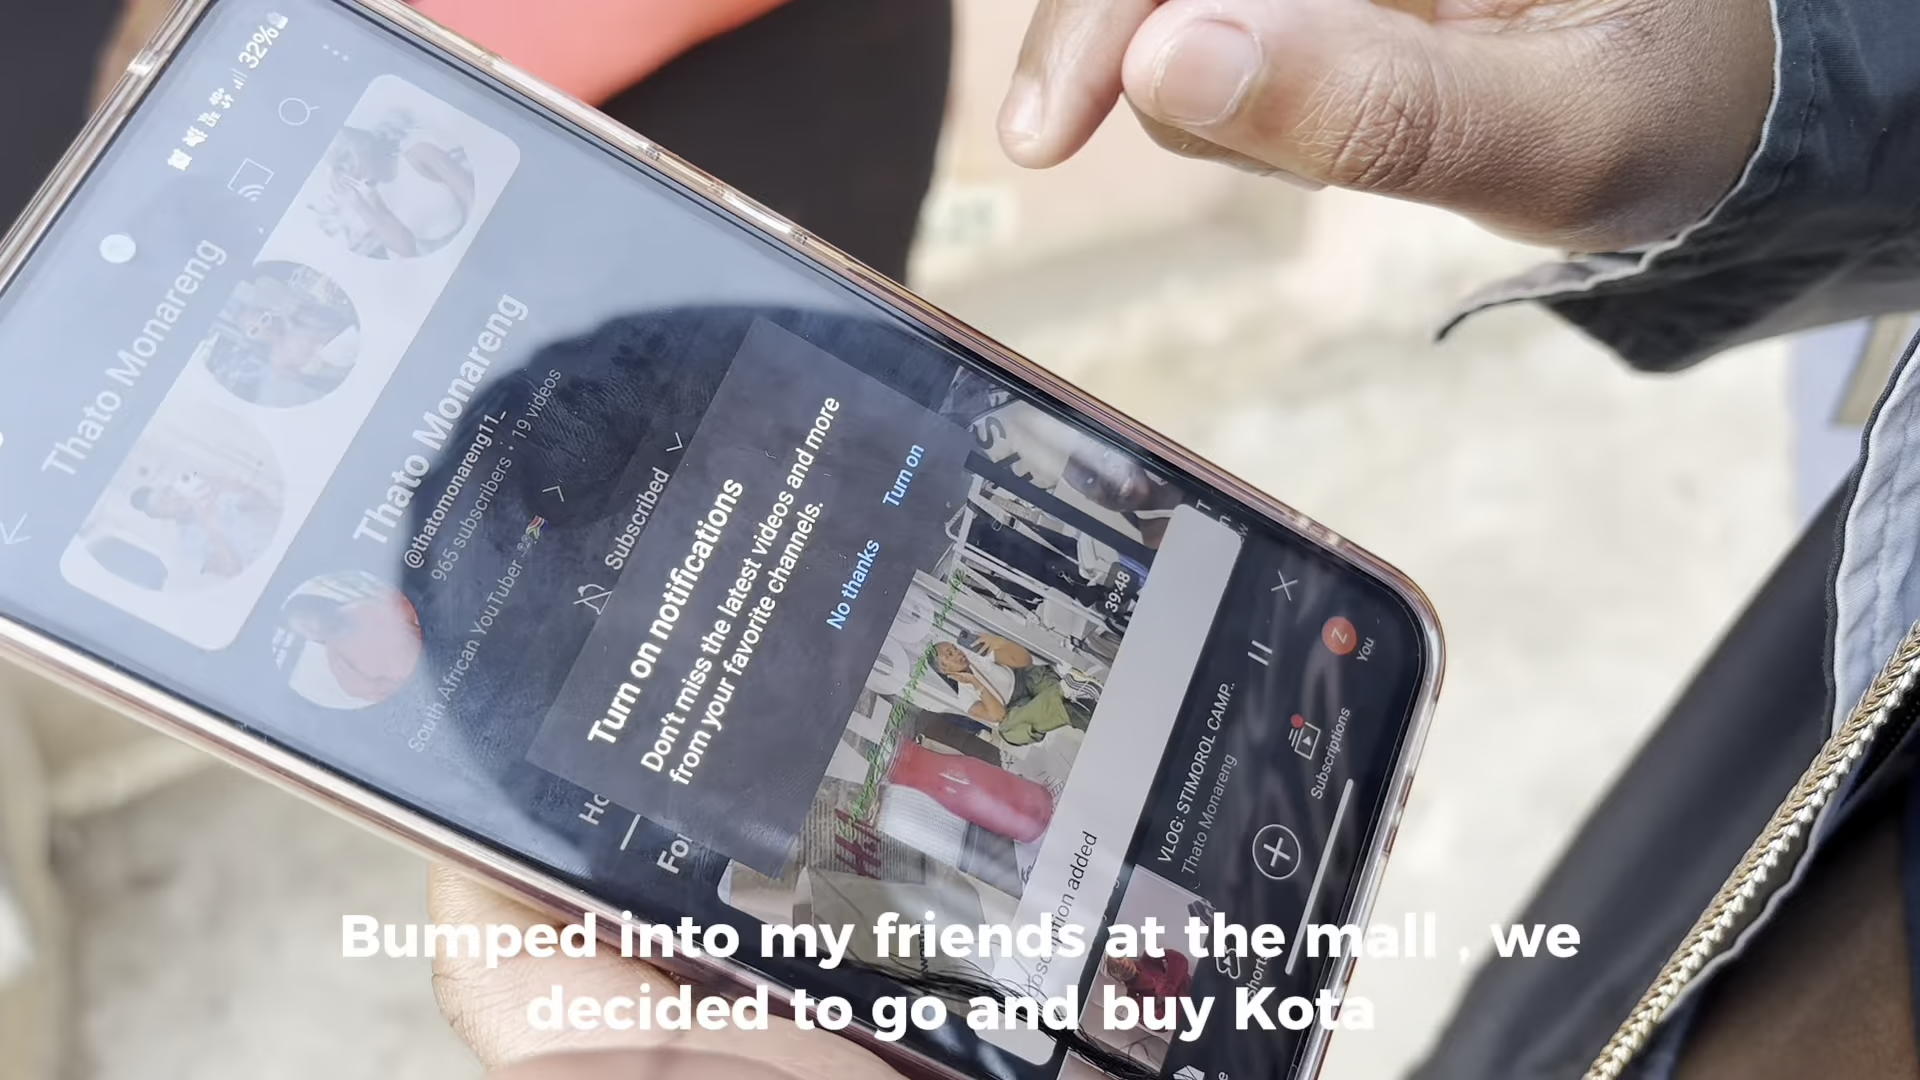 32%
Thato Monareng
Thato Monareng
@thatomonareng11_
965 subscribers · 19 videos
South African YouTuber
Subscribed
Turn on notifications
Don't miss the latest videos and more
from your favorite channels.
No thanks
Turn on
39:48
VLOG: STIMOROL CAMP..
Thato Monareng
You
Subscriptions
Bumped into my friends at the mall , we
decided to go and buy Kota